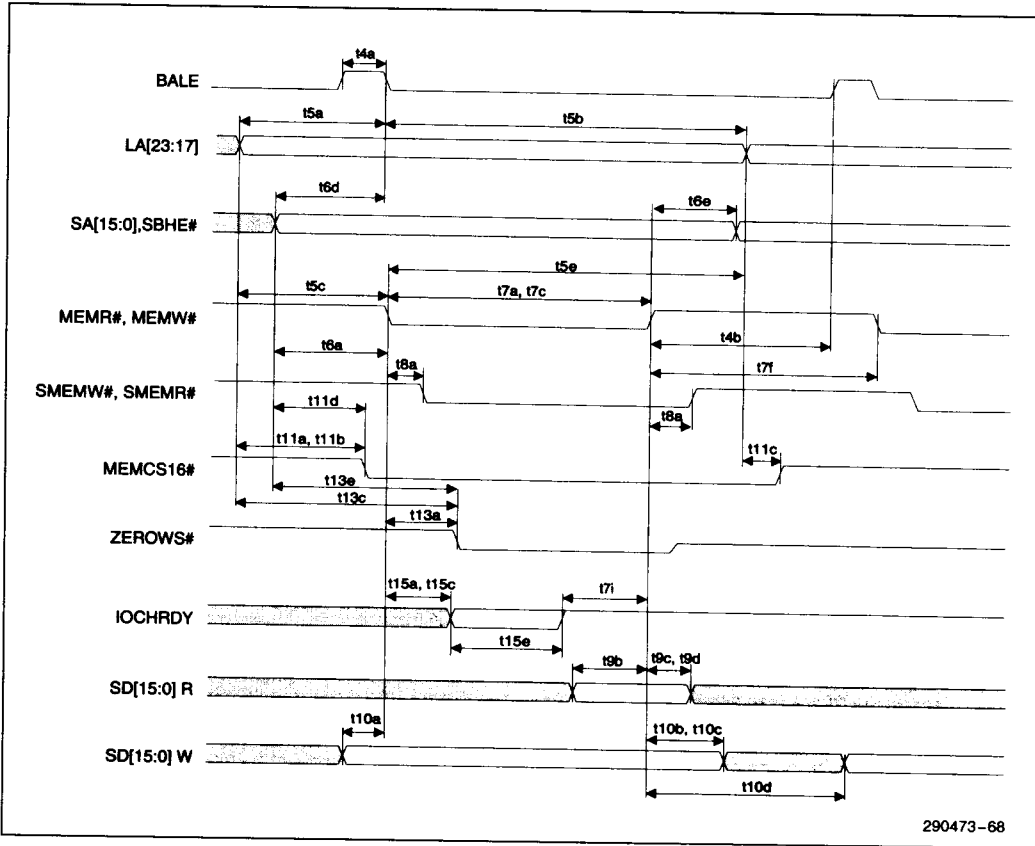 t4a
BALE
t5a
t5b
LA[23:17]
t6d
t6e
SA[15:0],SBHE#
t5e
t5c
t7a, t7c
MEMR#, MEMW#
t4b
t6a
t8a
t7f
SMEMW#, SMEMR#
t11d
t8a
t11a, t11b
t11c
MEMCS16#
t13e
t13c
t13a
ZEROWS#
t15a, t15c
t7i
IOCHRDY
t15e
t9b
t9c, t9d
SD[15:0] R
t10a
t10b, t10c
SD[15:0] W
t10d
290473-68